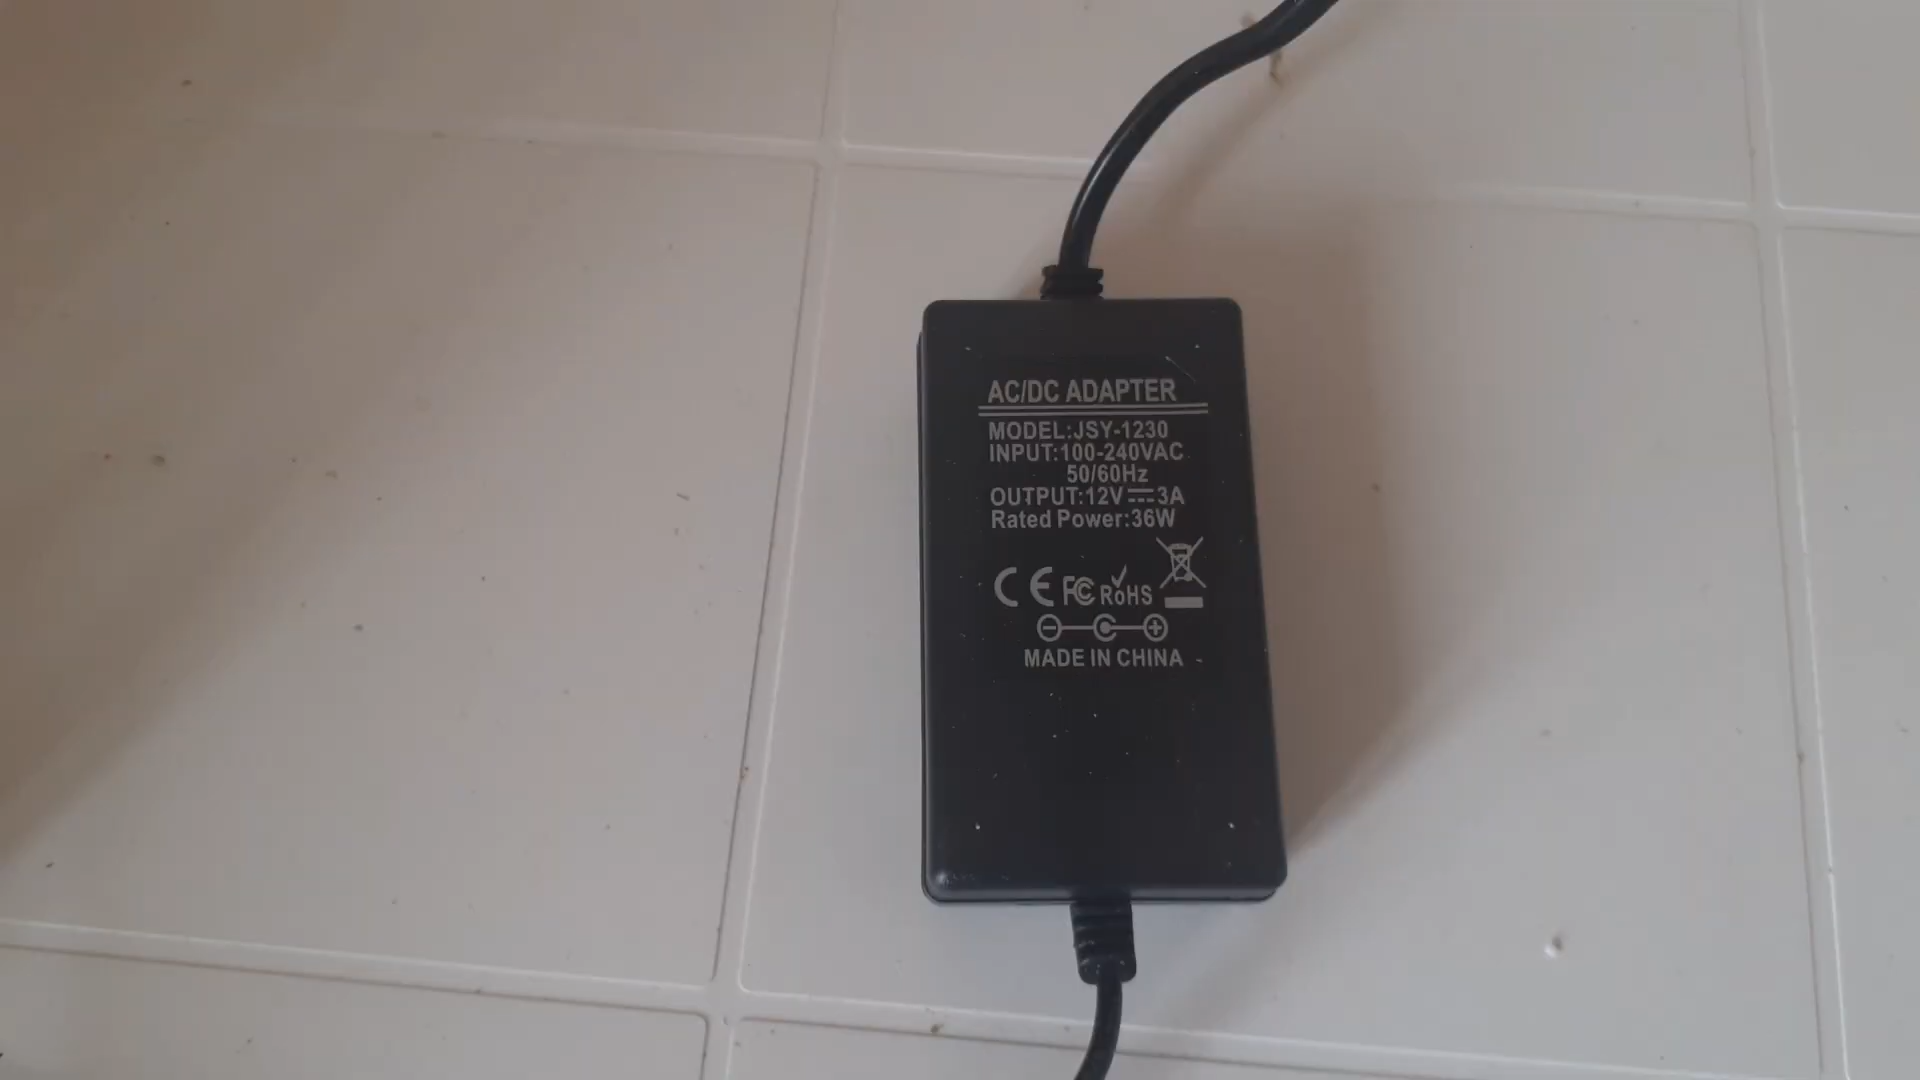 AC/DC ADAPTER
MODEL:JSY-1230
INPUT:100-240VAC
50/60Hz
OUTPUT:12V⎓3A
Rated Power:36W
CE FC RoHS
MADE IN CHINA